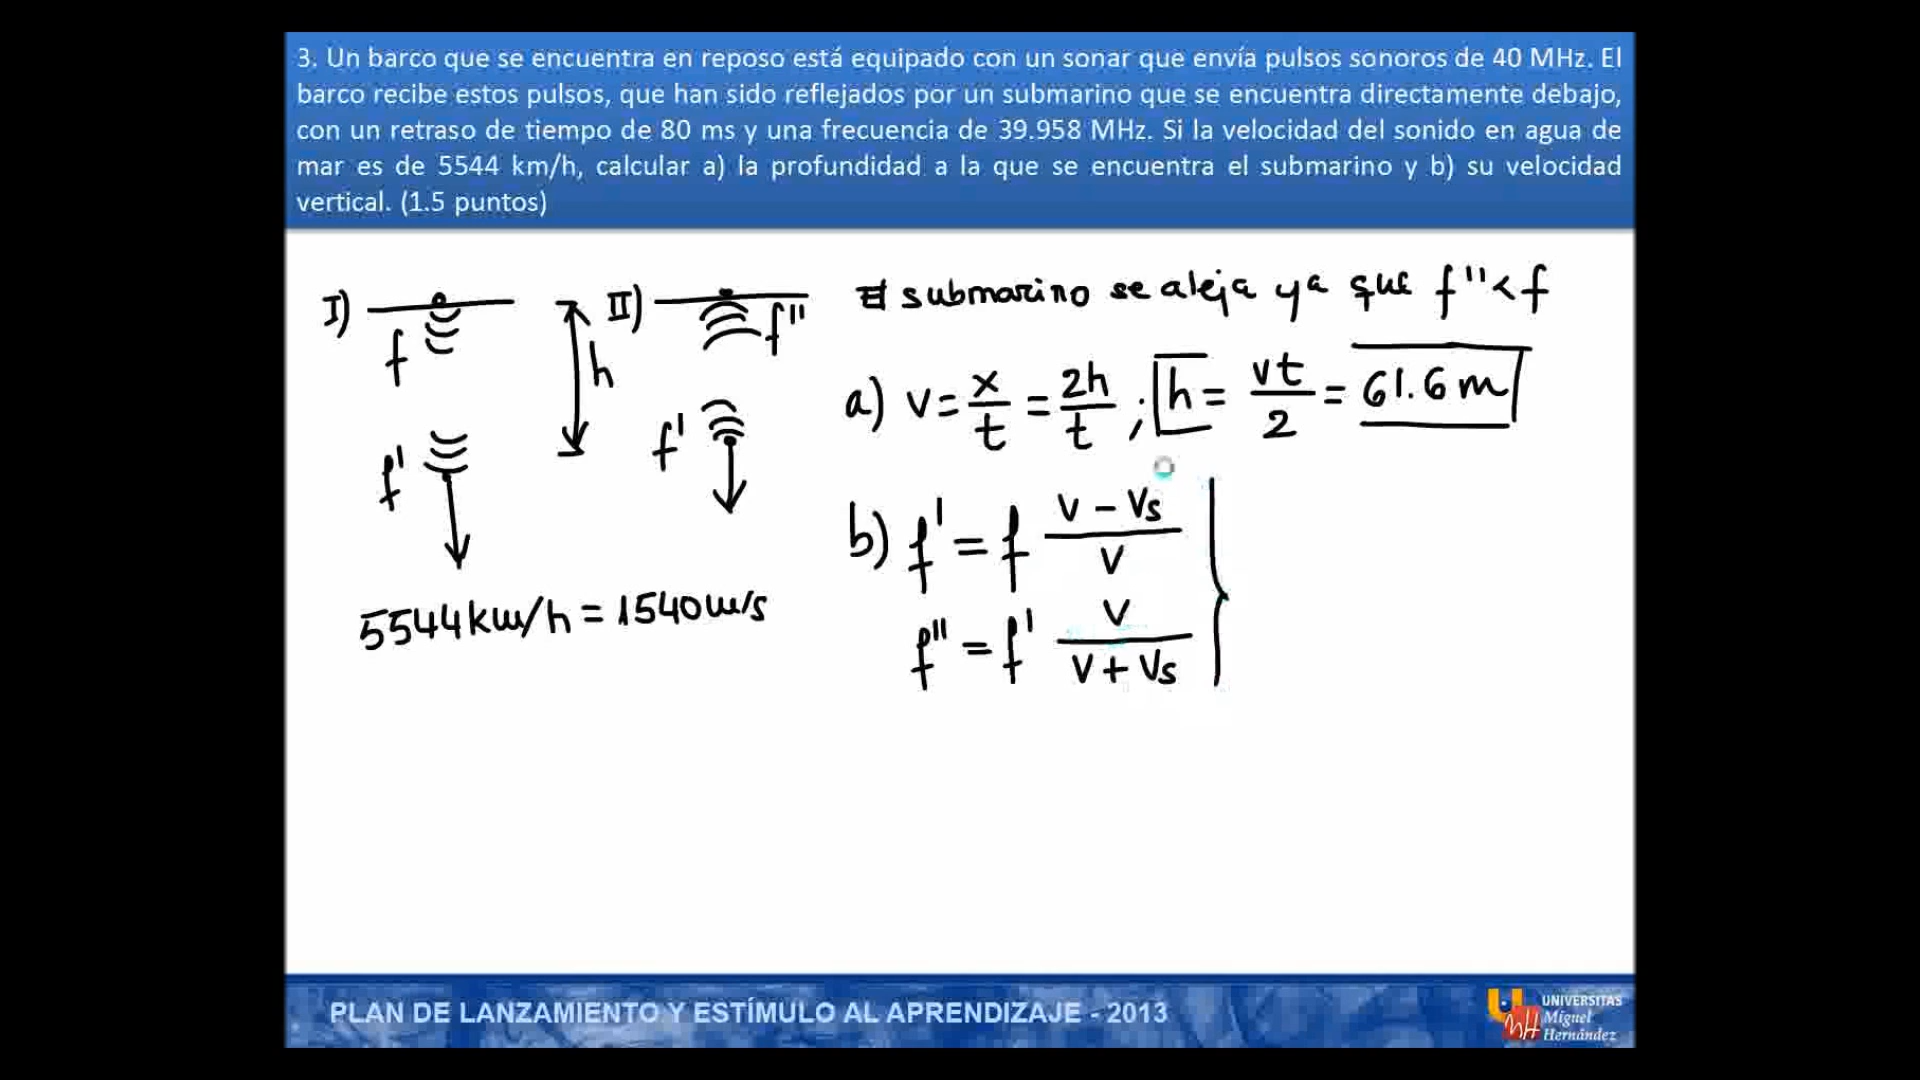 3. Un barco que se encuentra en reposo está equipado con un sonar que envía pulsos sonoros de 40 MHz. El
barco recibe estos pulsos, que han sido reflejados por un submarino que se encuentra directamente debajo,
con un retraso de tiempo de 80 ms y una frecuencia de 39.958 MHz. Si la velocidad del sonido en agua de
mar es de 5544 km/h, calcular a) la profundidad a la que se encuentra el submarino y b) su velocidad
vertical. (1.5 puntos)
I) f
f'
h
II) f''
f'
5544 km/h = 1540 m/s
El submarino se aleja ya que f'' < f
a) v = x/t = 2h/t ; h = vt/2 = 61.6 m
b) f' = f (v - vs)/v
f'' = f' v/(v + vs)
PLAN DE LANZAMIENTO Y ESTÍMULO AL APRENDIZAJE - 2013
UNIVERSITAS
Miguel
Hernández